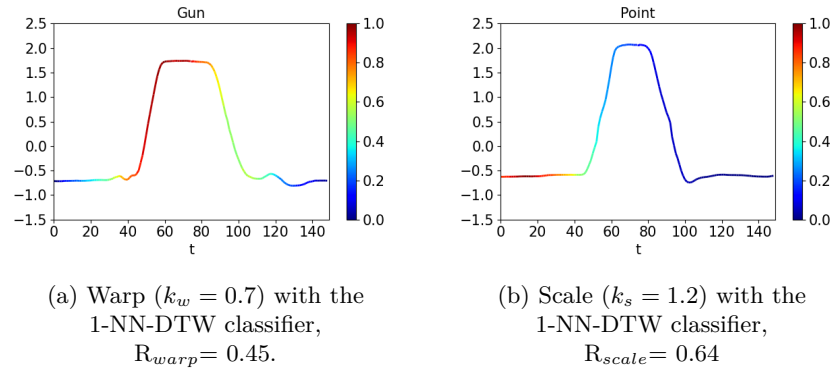 Gun
2.5
2.0
1.5
1.0
0.5
0.0
−0.5
−1.0
−1.5
0 20 40 60 80 100 120 140
t
1.0
0.8
0.6
0.4
0.2
0.0
(a) Warp (k_w = 0.7) with the
1-NN-DTW classifier,
R_warp= 0.45.
Point
2.5
2.0
1.5
1.0
0.5
0.0
−0.5
−1.0
−1.5
0 20 40 60 80 100 120 140
t
1.0
0.8
0.6
0.4
0.2
0.0
(b) Scale (k_s = 1.2) with the
1-NN-DTW classifier,
R_scale= 0.64